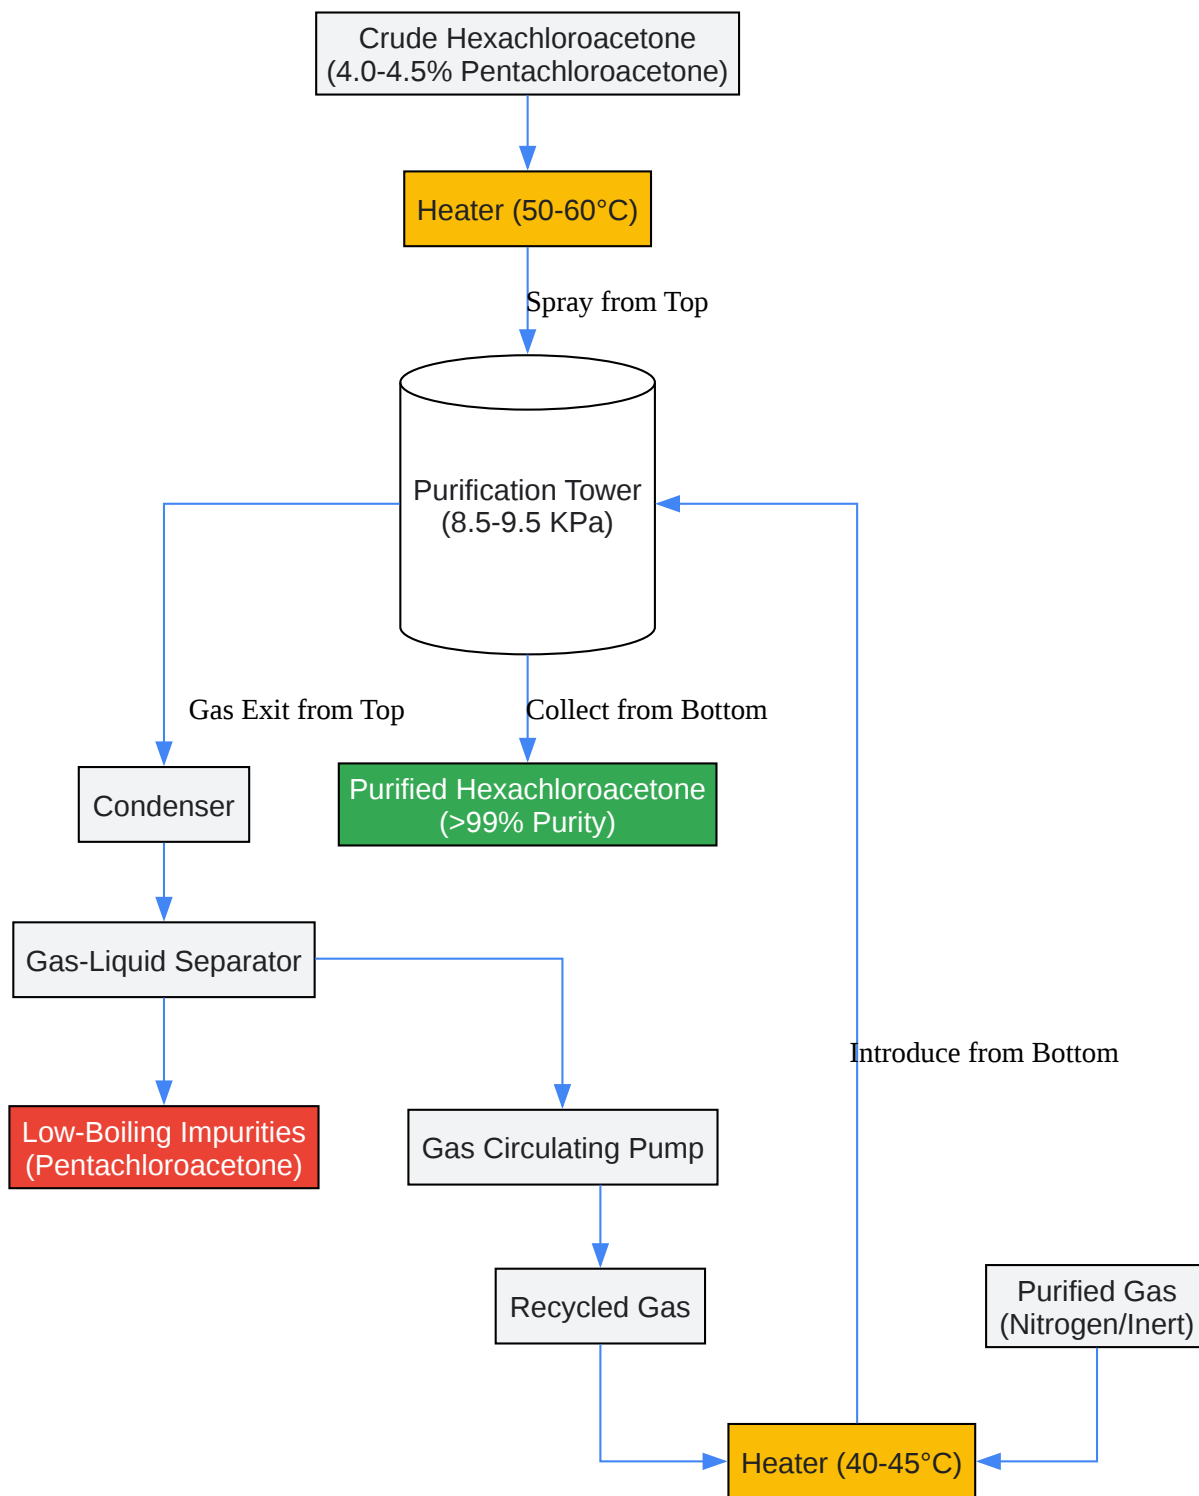 Crude Hexachloroacetone
(4.0-4.5% Pentachloroacetone)
Heater (50-60°C)
Spray from Top
Purification Tower
(8.5-9.5 KPa)
Gas Exit from Top
Collect from Bottom
Condenser
Purified Hexachloroacetone
(>99% Purity)
Gas-Liquid Separator
Introduce from Bottom
Low-Boiling Impurities
(Pentachloroacetone)
Gas Circulating Pump
Recycled Gas
Purified Gas
(Nitrogen/Inert)
Heater (40-45°C)